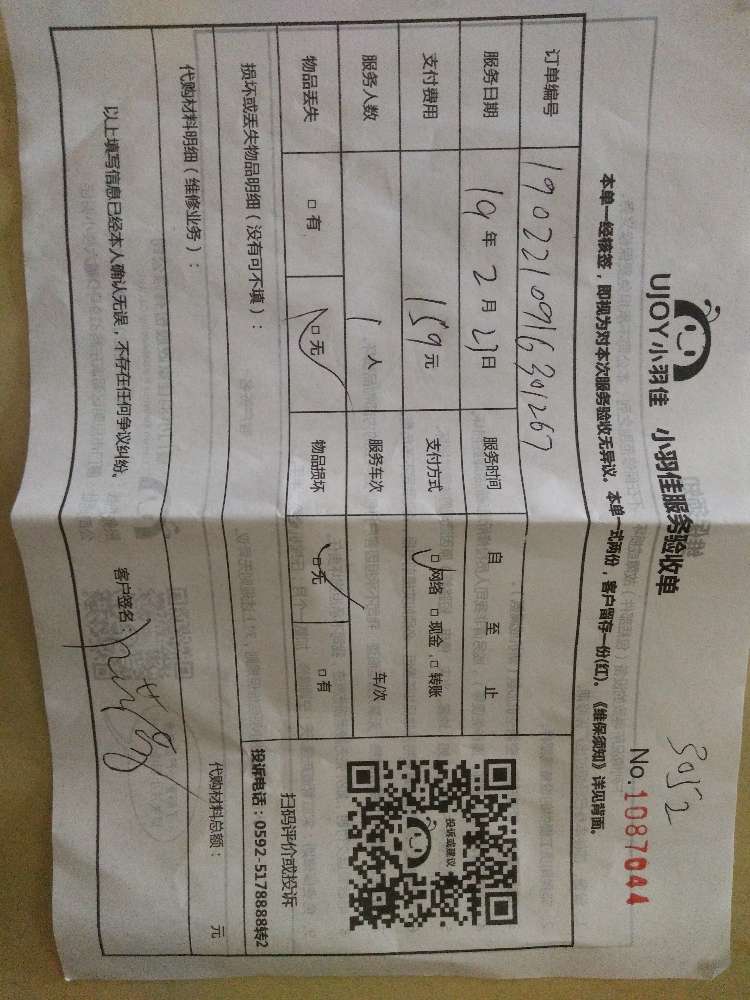 3052
UJOY小羽佳 小羽佳服务验收单
No.1087044
本单一经核签，即视为对本次服务验收无异议。本单一式两份，客户留存一份(红)。《维保须知》详见背面。
订单编号 1902210916301267
服务日期 19年2月21日 服务时间 自 至 止
支付费用 159元 支付方式 □网络 □现金 □转账
服务人数 1人 服务车次 车/次
物品丢失 □有 □无 物品损坏 □无 □有
投诉或建议
扫码评价或投诉
投诉电话：0592-5178888转2
损坏或丢失物品明细（没有可不填）：
代购材料明细（维修业务）：
代购材料总额： 元
以上填写信息已经本人确认无误，不存在任何争议纠纷。 客户签名：